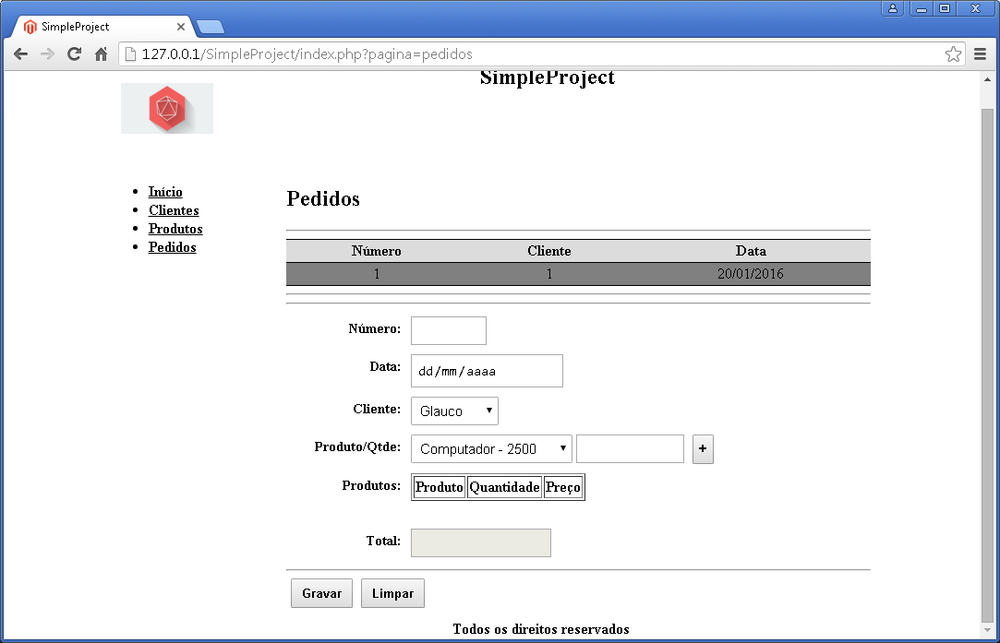 SimpleProject
127.0.0.1/SimpleProject/index.php?pagina=pedidos
SimpleProject
Início
Clientes
Produtos
Pedidos
Pedidos
Número Cliente Data
1 1 20/01/2016
Número:
Data: dd/mm/aaaa
Cliente: Glauco
Produto/Qtde: Computador - 2500 +
Produtos: Produto Quantidade Preço
Total:
Gravar Limpar
Todos os direitos reservados